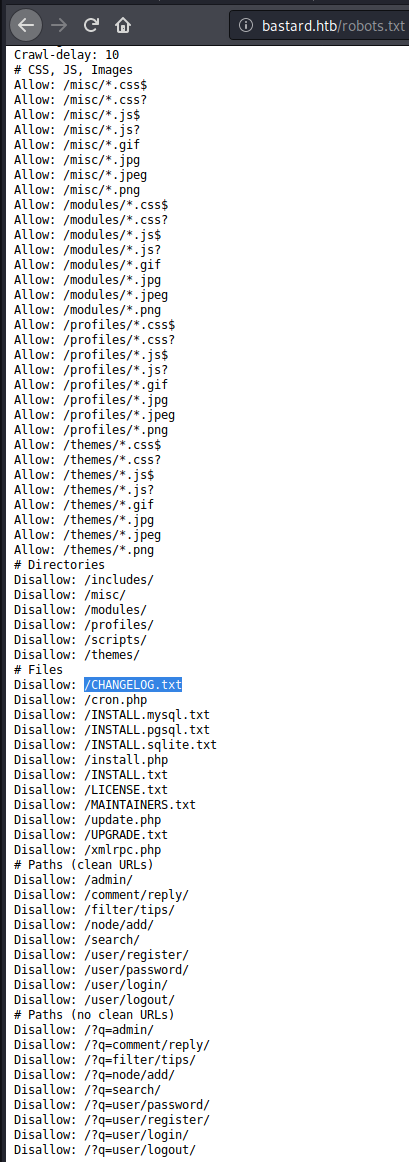 bastard.htb/robots.txt
Crawl-delay: 10
# CSS, JS, Images
Allow: /misc/*.css$
Allow: /misc/*.css?
Allow: /misc/*.js$
Allow: /misc/*.js?
Allow: /misc/*.gif
Allow: /misc/*.jpg
Allow: /misc/*.jpeg
Allow: /misc/*.png
Allow: /modules/*.css$
Allow: /modules/*.css?
Allow: /modules/*.js$
Allow: /modules/*.js?
Allow: /modules/*.gif
Allow: /modules/*.jpg
Allow: /modules/*.jpeg
Allow: /modules/*.png
Allow: /profiles/*.css$
Allow: /profiles/*.css?
Allow: /profiles/*.js$
Allow: /profiles/*.js?
Allow: /profiles/*.gif
Allow: /profiles/*.jpg
Allow: /profiles/*.jpeg
Allow: /profiles/*.png
Allow: /themes/*.css$
Allow: /themes/*.css?
Allow: /themes/*.js$
Allow: /themes/*.js?
Allow: /themes/*.gif
Allow: /themes/*.jpg
Allow: /themes/*.jpeg
Allow: /themes/*.png
# Directories
Disallow: /includes/
Disallow: /misc/
Disallow: /modules/
Disallow: /profiles/
Disallow: /scripts/
Disallow: /themes/
# Files
Disallow: /CHANGELOG.txt
Disallow: /cron.php
Disallow: /INSTALL.mysql.txt
Disallow: /INSTALL.pgsql.txt
Disallow: /INSTALL.sqlite.txt
Disallow: /install.php
Disallow: /INSTALL.txt
Disallow: /LICENSE.txt
Disallow: /MAINTAINERS.txt
Disallow: /update.php
Disallow: /UPGRADE.txt
Disallow: /xmlrpc.php
# Paths (clean URLs)
Disallow: /admin/
Disallow: /comment/reply/
Disallow: /filter/tips/
Disallow: /node/add/
Disallow: /search/
Disallow: /user/register/
Disallow: /user/password/
Disallow: /user/login/
Disallow: /user/logout/
# Paths (no clean URLs)
Disallow: /?q=admin/
Disallow: /?q=comment/reply/
Disallow: /?q=filter/tips/
Disallow: /?q=node/add/
Disallow: /?q=search/
Disallow: /?q=user/password/
Disallow: /?q=user/register/
Disallow: /?q=user/login/
Disallow: /?q=user/logout/